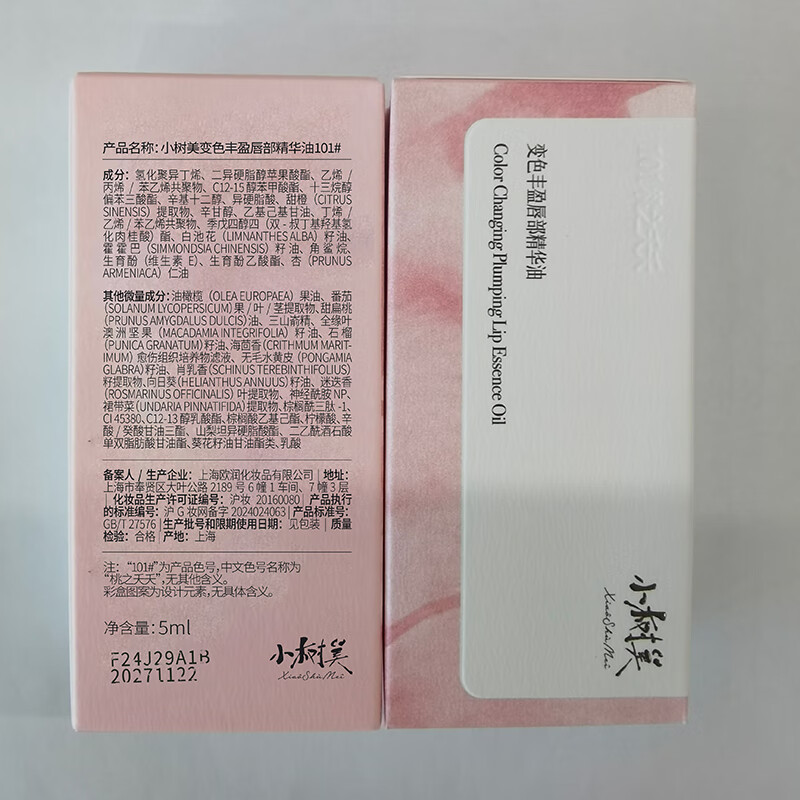 产品名称：小树美变色丰盈唇部精华油101#
成分：氢化聚异丁烯、二异硬脂醇苹果酸酯、乙烯/
丙烯/苯乙烯共聚物、C12-15醇苯甲酸酯、十三烷醇
偏苯三酸酯、辛基十二醇、异硬脂酸、甜橙（CITRUS
SINENSIS）提取物、辛甘醇、乙基己基甘油、丁烯/
乙烯/苯乙烯共聚物、季戊四醇四（双-叔丁基羟基氢
化肉桂酸）酯、白池花（LIMNANTHES ALBA）籽油、
霍霍巴（SIMMONDSIA CHINENSIS）籽油、角鲨烷、
生育酚（维生素E）、生育酚乙酸酯、杏（PRUNUS
ARMENIACA）仁油
其他微量成分：油橄榄（OLEA EUROPAEA）果油、番茄
（SOLANUM LYCOPERSICUM）果/叶/茎提取物、甜扁桃
（PRUNUS AMYGDALUS DULCIS）油、三山嵛精、全缘叶
澳洲坚果（MACADAMIA INTEGRIFOLIA）籽油、石榴
（PUNICA GRANATUM）籽油、海茴香（CRITHMUM MARIT-
IMUM）愈伤组织培养物滤液、无毛水黄皮（PONGAMIA
GLABRA）籽油、肖乳香（SCHINUS TEREBINTHIFOLIUS）
籽提取物、向日葵（HELIANTHUS ANNUUS）籽油、迷迭香
（ROSMARINUS OFFICINALIS）叶提取物、神经酰胺NP、
裙带菜（UNDARIA PINNATIFIDA）提取物、棕榈酰三肽-1、
CI 45380、C12-13醇乳酸酯、棕榈酸乙基己酯、柠檬酸、辛
酸/癸酸甘油三酯、山梨坦异硬脂酸酯、二乙酰酒石酸
单双脂肪酸甘油酯、葵花籽油甘油酯类、乳酸
备案人/生产企业：上海欧润化妆品有限公司|地址：
上海市奉贤区大叶公路2189号6幢1车间、7幢3层
|化妆品生产许可证编号：沪妆20160080|产品执行
的标准编号：沪G妆网备字2024024063|产品标准号：
GB/T 27576|生产批号和限期使用日期：见包装|质量
检验：合格|产地：上海
注："101#"为产品色号，中文色号名称为
"桃之夭夭"，无其他含义。
彩盒图案为设计元素，无具体含义。
净含量：5ml
F24J29A1B
20271122
小树美
XiaoShuMei
变色丰盈唇部精华油
Color Changing Plumping Lip Essence Oil
小树美
XiaoShuMei